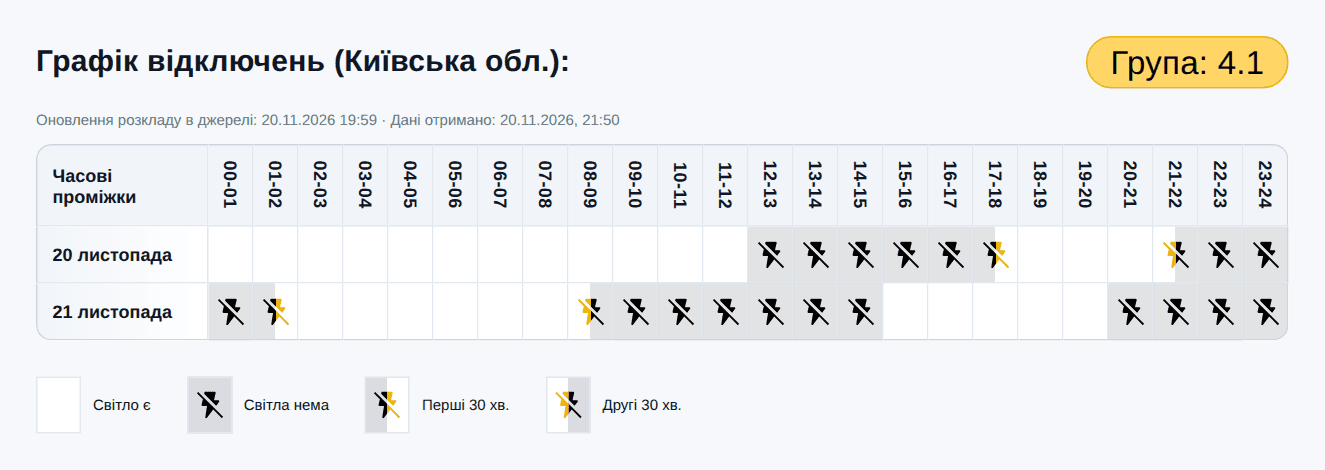 Графік відключень (Київська обл.):
Група: 4.1
Оновлення розкладу в джерелі: 20.11.2026 19:59 · Дані отримано: 20.11.2026, 21:50
Часові
проміжки
00-01
01-02
02-03
03-04
04-05
05-06
06-07
07-08
08-09
09-10
10-11
11-12
12-13
13-14
14-15
15-16
16-17
17-18
18-19
19-20
20-21
21-22
22-23
23-24
20 листопада
21 листопада
Світло є
Світла нема
Перші 30 хв.
Другі 30 хв.